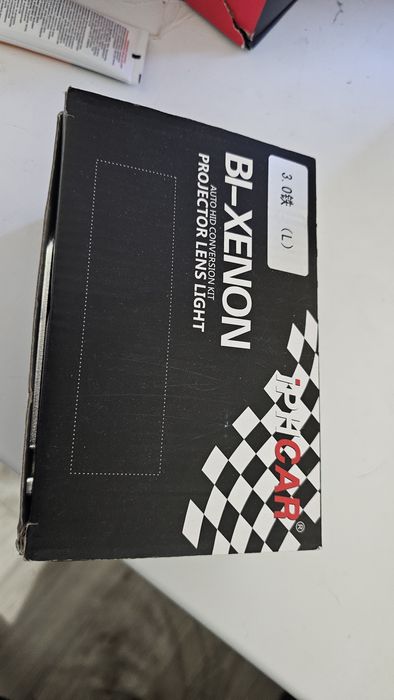 3.0铁 (L)
BI-XENON
AUTO HID CONVERSION KIT
PROJECTOR LENS LIGHT
iPHCAR®